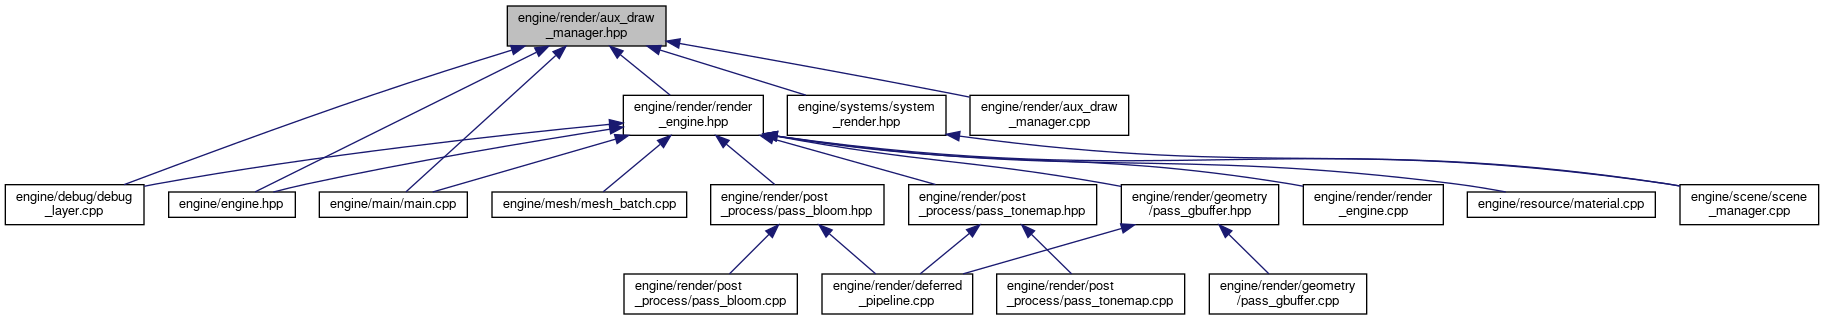 engine/render/aux_draw
_manager.hpp
engine/render/render
_engine.hpp
engine/systems/system
_render.hpp
engine/render/aux_draw
_manager.cpp
engine/debug/debug
_layer.cpp
engine/engine.hpp
engine/main/main.cpp
engine/mesh/mesh_batch.cpp
engine/render/post
_process/pass_bloom.hpp
engine/render/post
_process/pass_tonemap.hpp
engine/render/geometry
/pass_gbuffer.hpp
engine/render/render
_engine.cpp
engine/resource/material.cpp
engine/scene/scene
_manager.cpp
engine/render/post
_process/pass_bloom.cpp
engine/render/deferred
_pipeline.cpp
engine/render/post
_process/pass_tonemap.cpp
engine/render/geometry
/pass_gbuffer.cpp